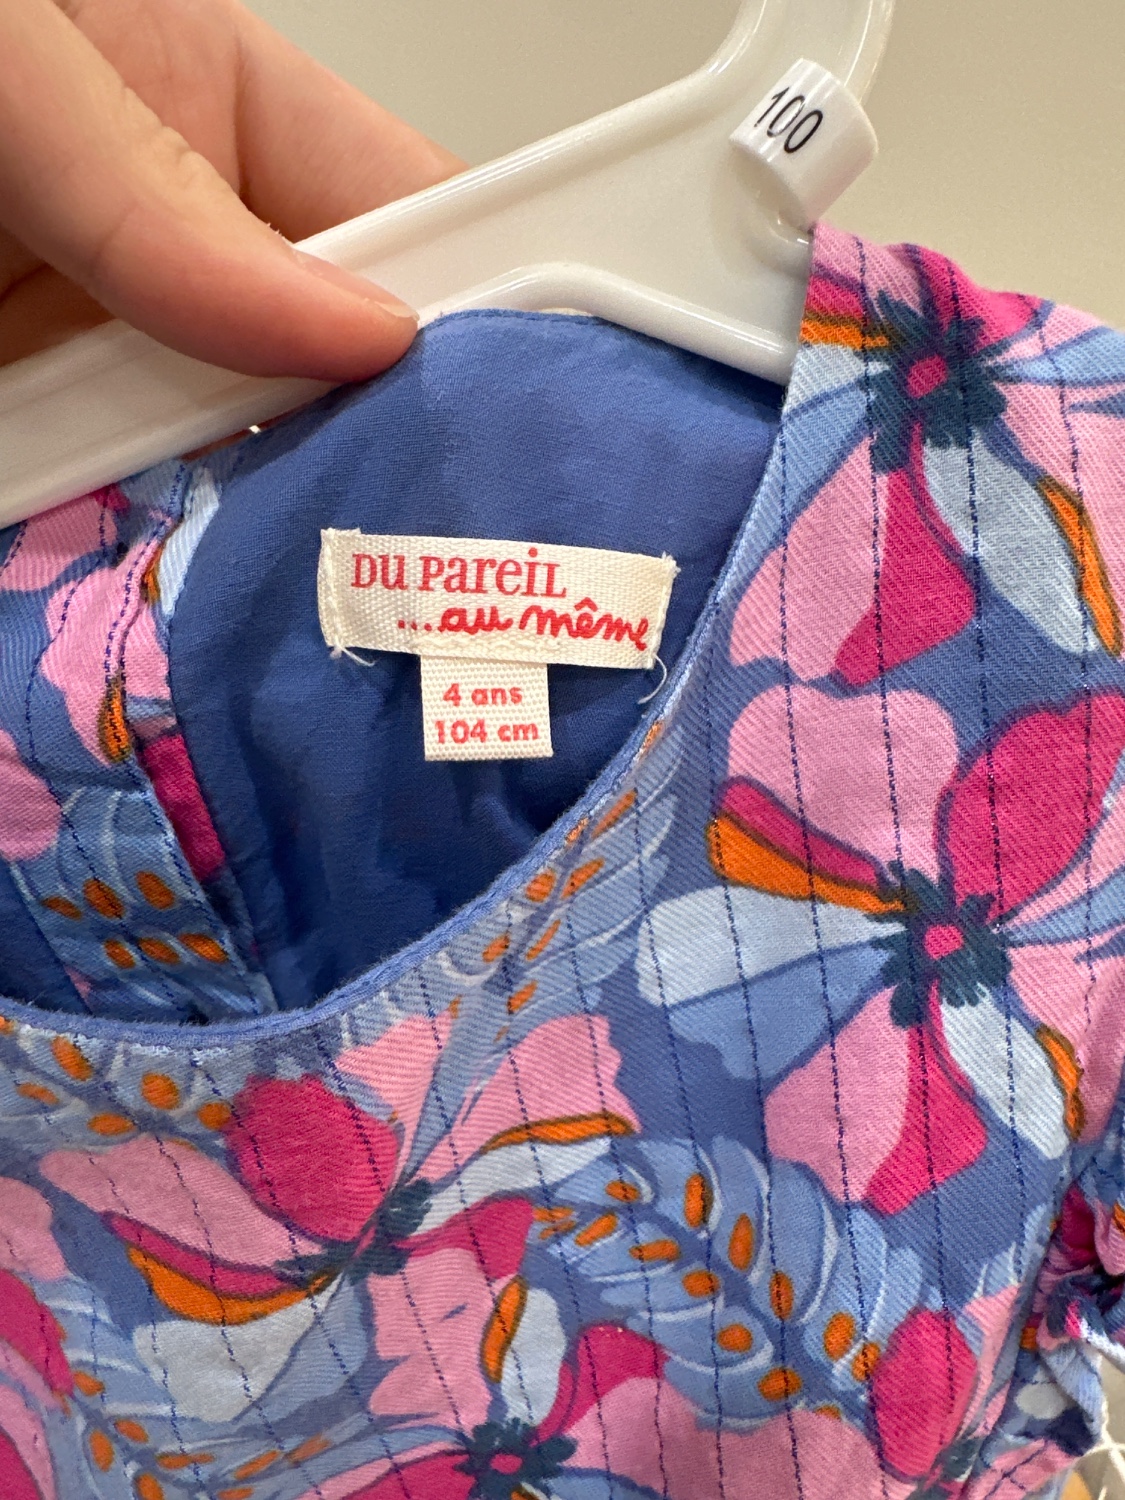 100
DU PAREIL
...au même
4 ans
104 cm